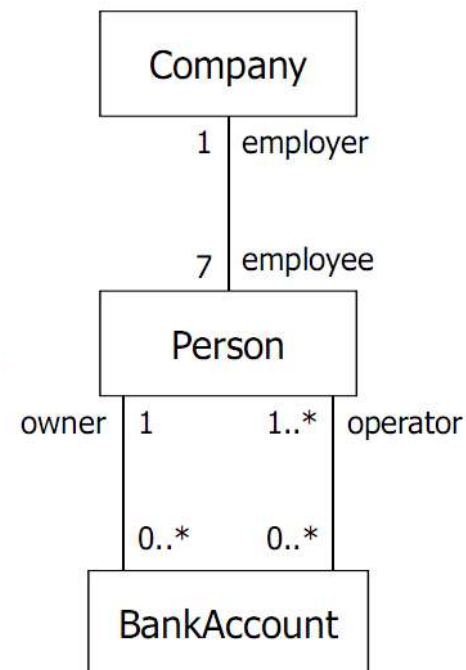 Company
1 employer
7 employee
Person
owner 1 1..* operator
0..* 0..*
BankAccount